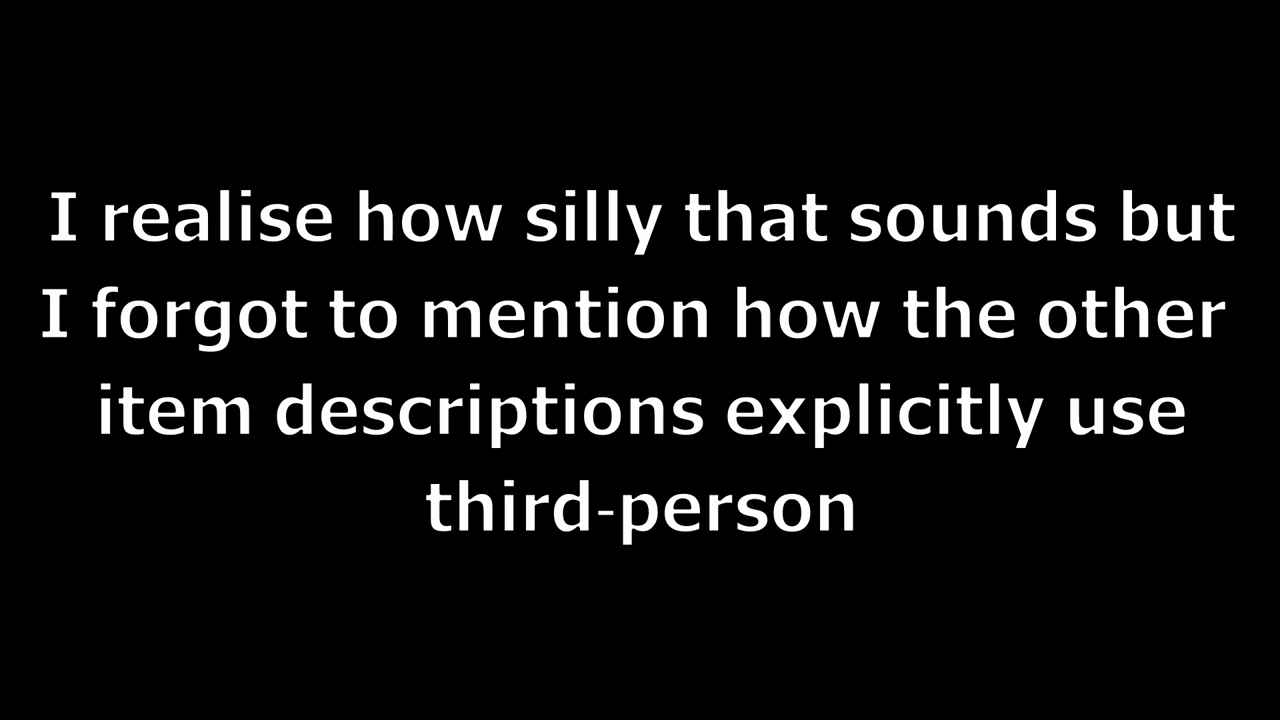 I realise how silly that sounds but
I forgot to mention how the other
item descriptions explicitly use
third-person